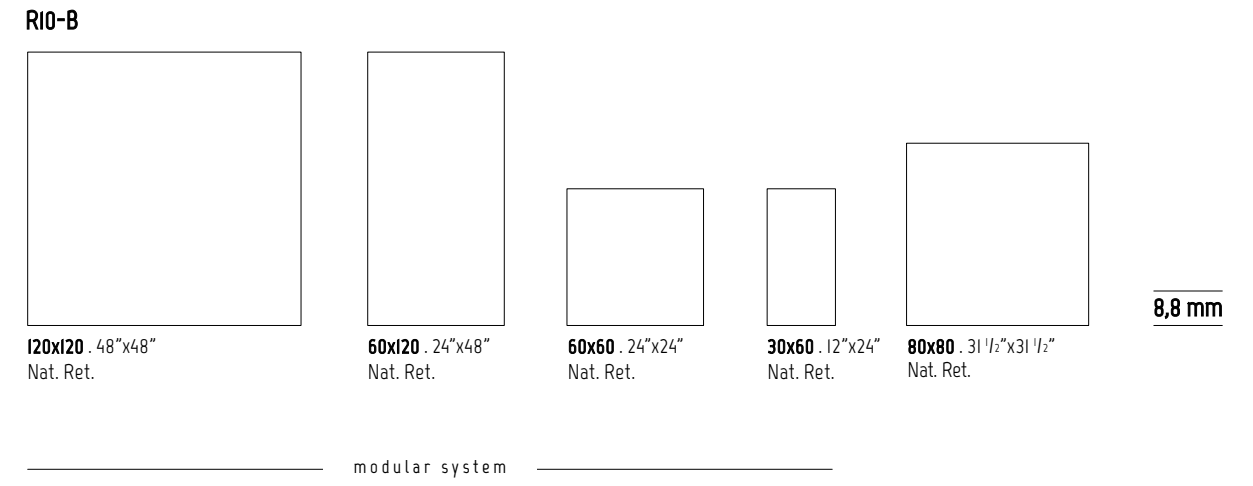 R10-B
120x120 . 48”x48”
Nat. Ret.
60x120 . 24”x48”
Nat. Ret.
60x60 . 24”x24”
Nat. Ret.
30x60 . 12”x24”
Nat. Ret.
80x80 . 31 1/2”x31 1/2”
Nat. Ret.
8,8 mm
modular system